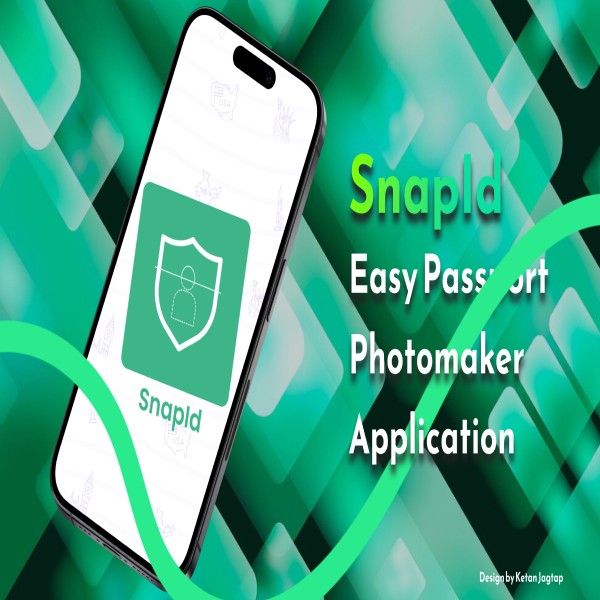 SnapId
SnapId
Easy Passport
Photomaker
Application
Design by Ketan Jagtap